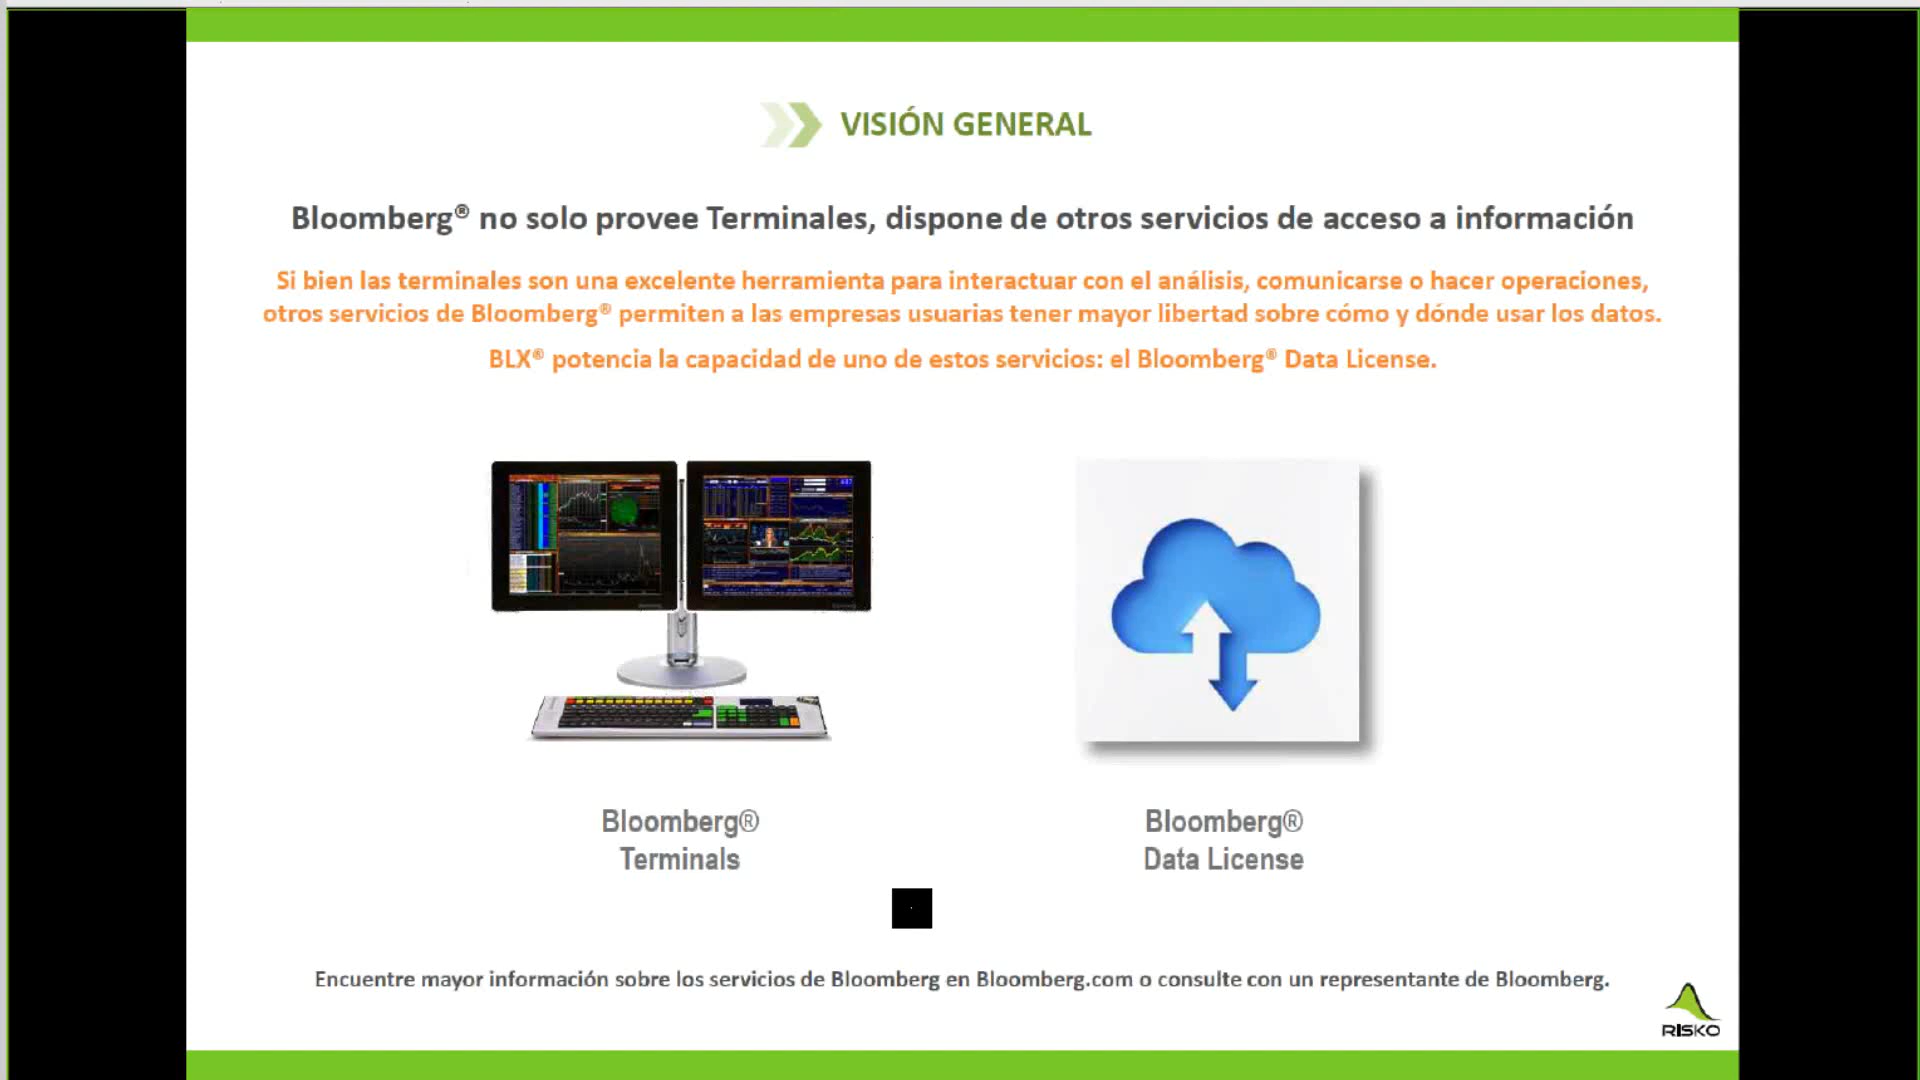 VISIÓN GENERAL
Bloomberg® no solo provee Terminales, dispone de otros servicios de acceso a información
Si bien las terminales son una excelente herramienta para interactuar con el análisis, comunicarse o hacer operaciones,
otros servicios de Bloomberg® permiten a las empresas usuarias tener mayor libertad sobre cómo y dónde usar los datos.
BLX® potencia la capacidad de uno de estos servicios: el Bloomberg® Data License.
Bloomberg®
Terminals
Bloomberg®
Data License
Encuentre mayor información sobre los servicios de Bloomberg en Bloomberg.com o consulte con un representante de Bloomberg.
RISKO